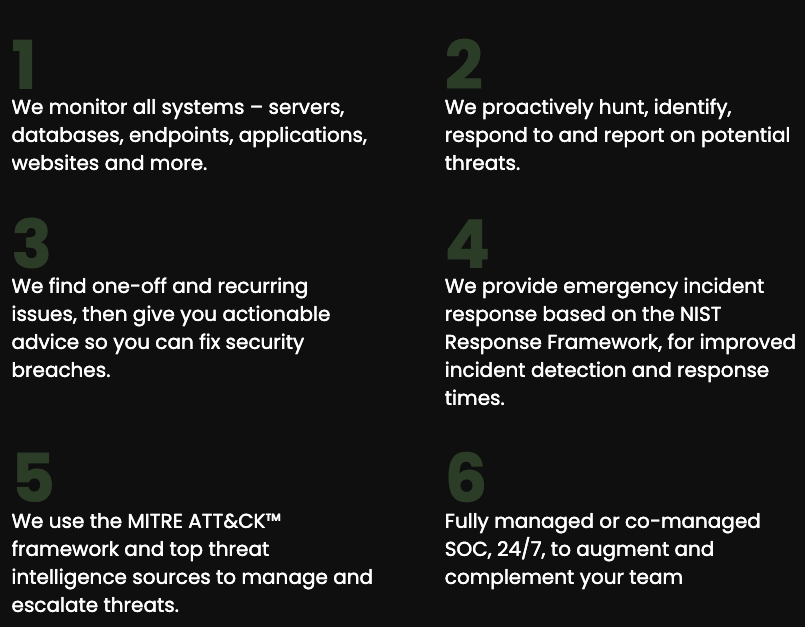 1
We monitor all systems – servers,
databases, endpoints, applications,
websites and more.
2
We proactively hunt, identify,
respond to and report on potential
threats.
3
We find one-off and recurring
issues, then give you actionable
advice so you can fix security
breaches.
4
We provide emergency incident
response based on the NIST
Response Framework, for improved
incident detection and response
times.
5
We use the MITRE ATT&CK™
framework and top threat
intelligence sources to manage and
escalate threats.
6
Fully managed or co-managed
SOC, 24/7, to augment and
complement your team